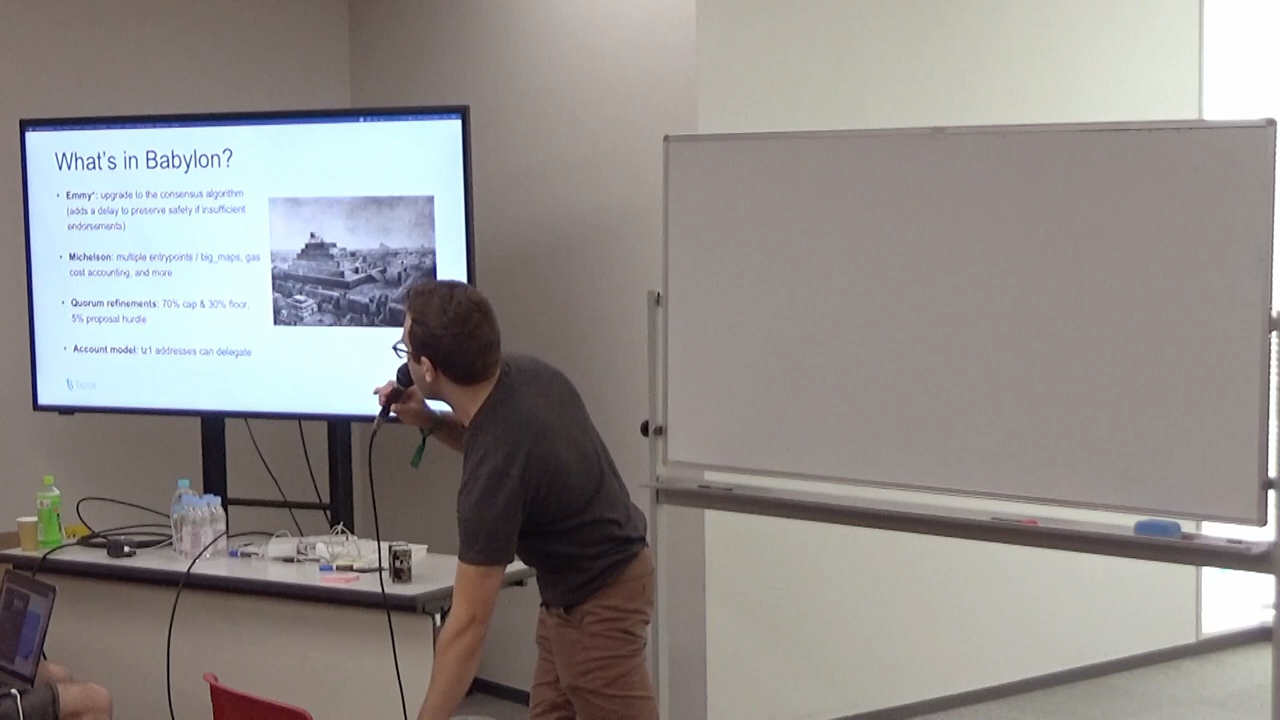 What's in Babylon?
• Emmy⁺: upgrade to the consensus algorithm
(adds a delay to preserve safety if insufficient
endorsements)
• Michelson: multiple entrypoints / big_maps, gas
cost accounting, and more
• Quorum refinements: 70% cap & 30% floor,
5% proposal hurdle
• Account model: tz1 addresses can delegate